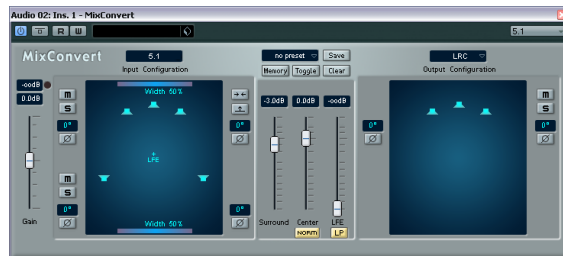 Audio 02: Ins. 1 - MixConvert
R W 5.1
MixConvert
5.1
Input Configuration
no preset Save
Memory Toggle Clear
LRC
Output Configuration
-oodB
0.0dB
M
S
0°
Ø
M
S
0°
Ø
Gain
Width 50%
LFE
Width 50%
0°
Ø
0°
Ø
-3.0dB 0.0dB -oodB
Surround Center LFE
NORM LP
0°
Ø
M
S
0°
Ø